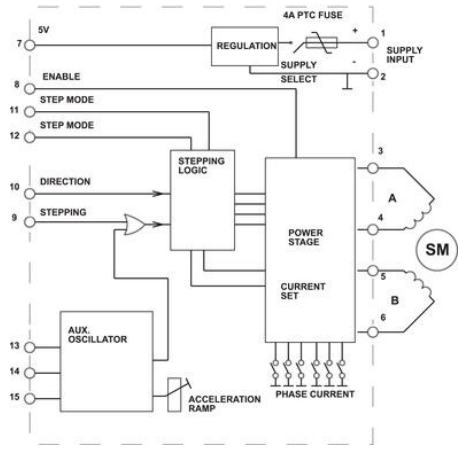 4A PTC FUSE
5V
7
REGULATION
+
1
SUPPLY
INPUT
-
2
SUPPLY
SELECT
8
ENABLE
11
STEP MODE
12
STEP MODE
STEPPING
LOGIC
10
DIRECTION
9
STEPPING
POWER
STAGE
CURRENT
SET
3
A
4
SM
5
B
6
AUX.
OSCILLATOR
13
14
15
ACCELERATION
RAMP
PHASE CURRENT